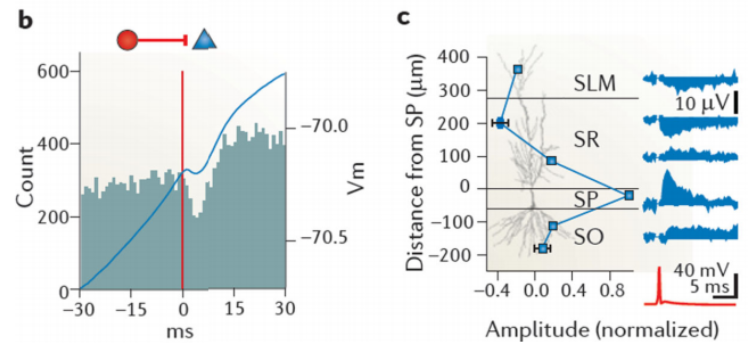 b
600
400
200
0
Count
−30
−15
0
15
30
ms
−70.0
−70.5
Vm
c
400
300
200
100
0
−100
−200
Distance from SP (μm)
SLM
SR
SP
SO
−0.4
0.0
0.4
0.8
Amplitude (normalized)
10 μV
40 mV
5 ms